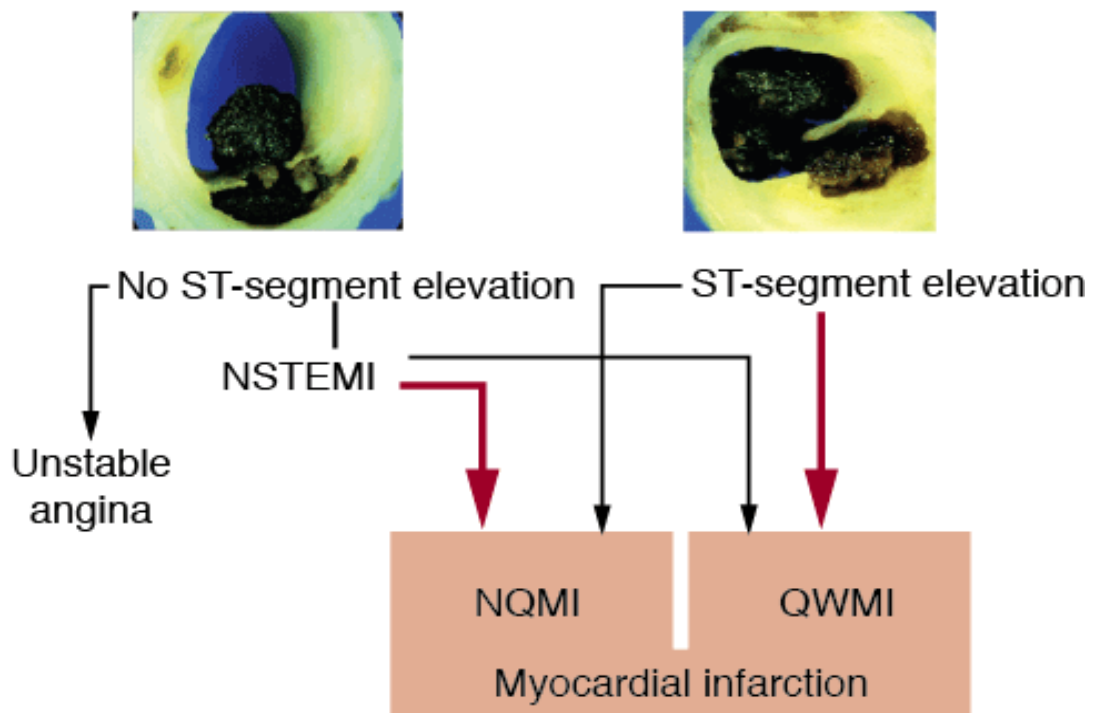 No ST-segment elevation
ST-segment elevation
NSTEMI
Unstable
angina
NQMI
QWMI
Myocardial infarction